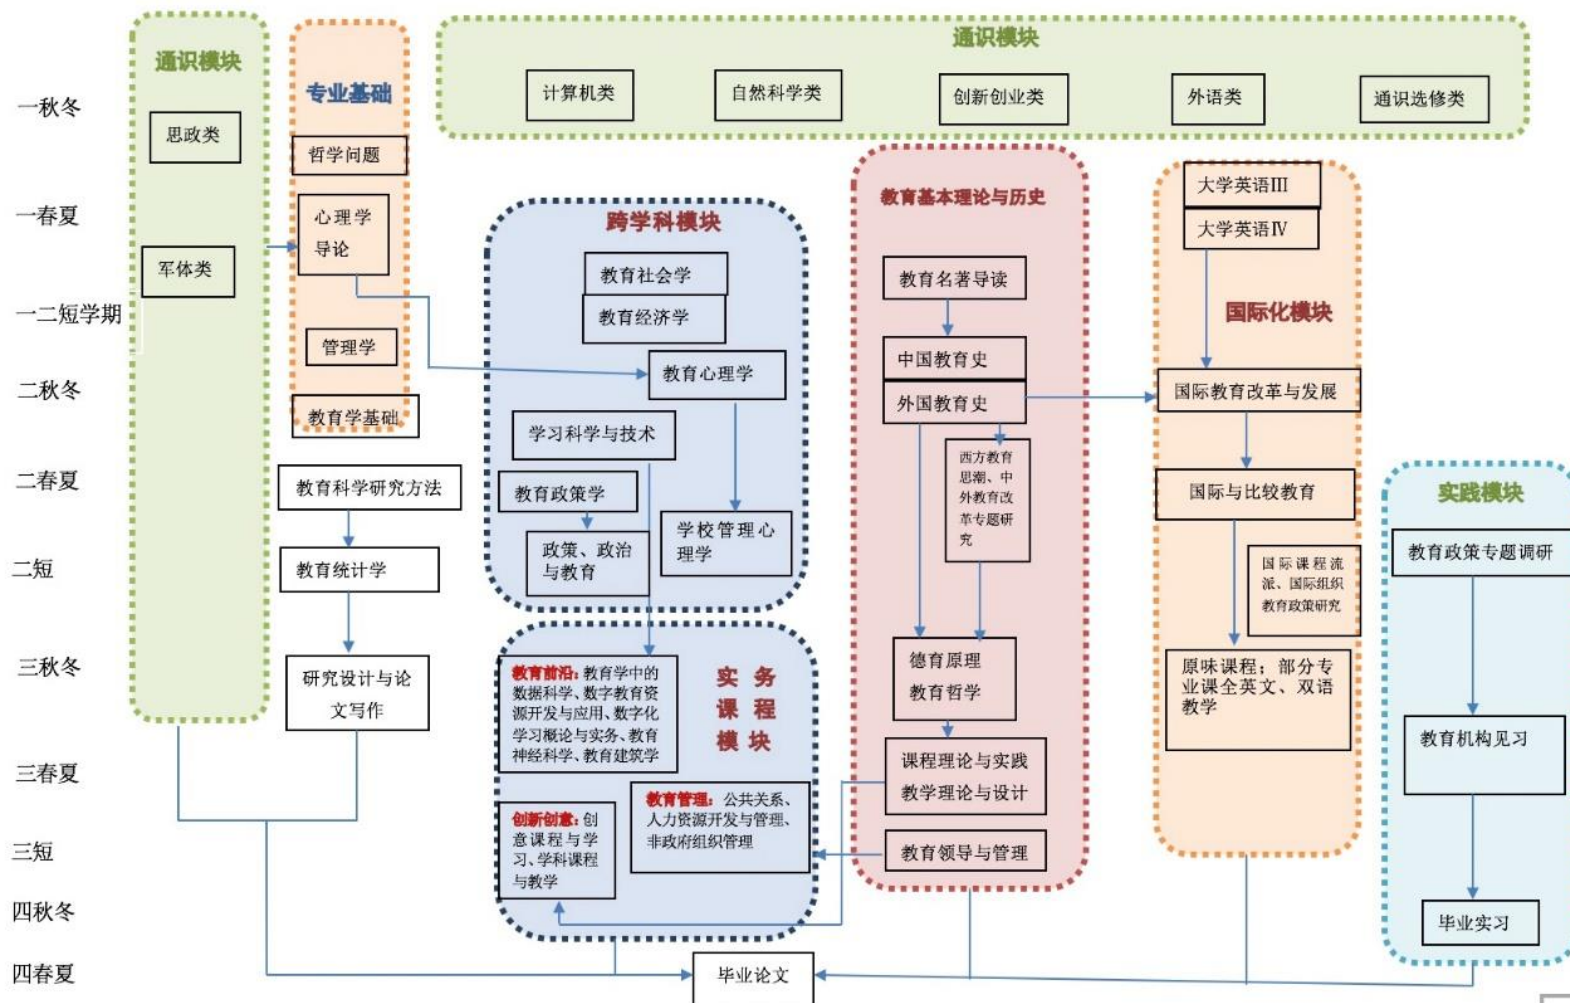 通识模块
通识模块
专业基础
一秋冬
计算机类
自然科学类
创新创业类
外语类
通识选修类
思政类
哲学问题
一春夏
心理学
导论
跨学科模块
教育基本理论与历史
大学英语Ⅲ
大学英语Ⅳ
军体类
教育社会学
教育名著导读
一二短学期
教育经济学
国际化模块
管理学
教育心理学
中国教育史
二秋冬
外国教育史
国际教育改革与发展
教育学基础
学习科学与技术
西方教育
思潮、中
外教育改
革专题研
究
二春夏
教育科学研究方法
教育政策学
国际与比较教育
实践模块
学校管理心
理学
政策、政治
与教育
教育政策专题调研
二短
教育统计学
国际课程流
派、国际组织
教育政策研究
三秋冬
研究设计与论
文写作
教育前沿：教育学中的
数据科学、数字教育资
源开发与应用、数字化
学习概论与实务、教育
神经科学、教育建筑学
实务
课程
模块
德育原理
教育哲学
原味课程；部分专
业课全英文、双语
教学
教育机构见习
三春夏
课程理论与实践
教学理论与设计
教育管理：公共关系、
人力资源开发与管理、
非政府组织管理
创新创意：创
意课程与学
习、学科课程
与教学
三短
教育领导与管理
四秋冬
毕业实习
四春夏
毕业论文